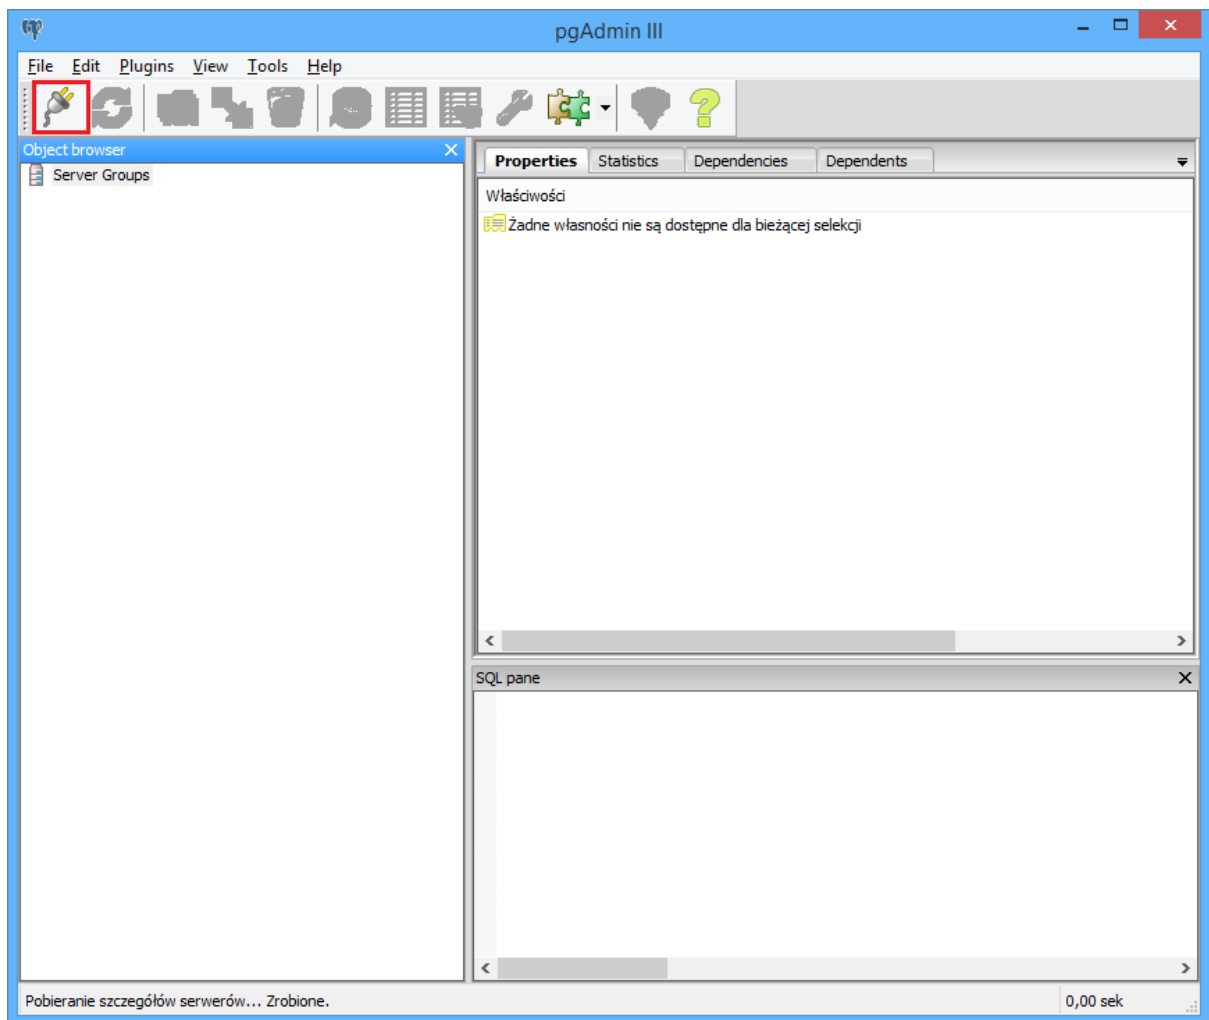 pgAdmin III
File Edit Plugins View Tools Help
Object browser
Server Groups
Properties Statistics Dependencies Dependents
Właściwości
Żadne własności nie są dostępne dla bieżącej selekcji
SQL pane
Pobieranie szczegółów serwerów... Zrobione.
0,00 sek